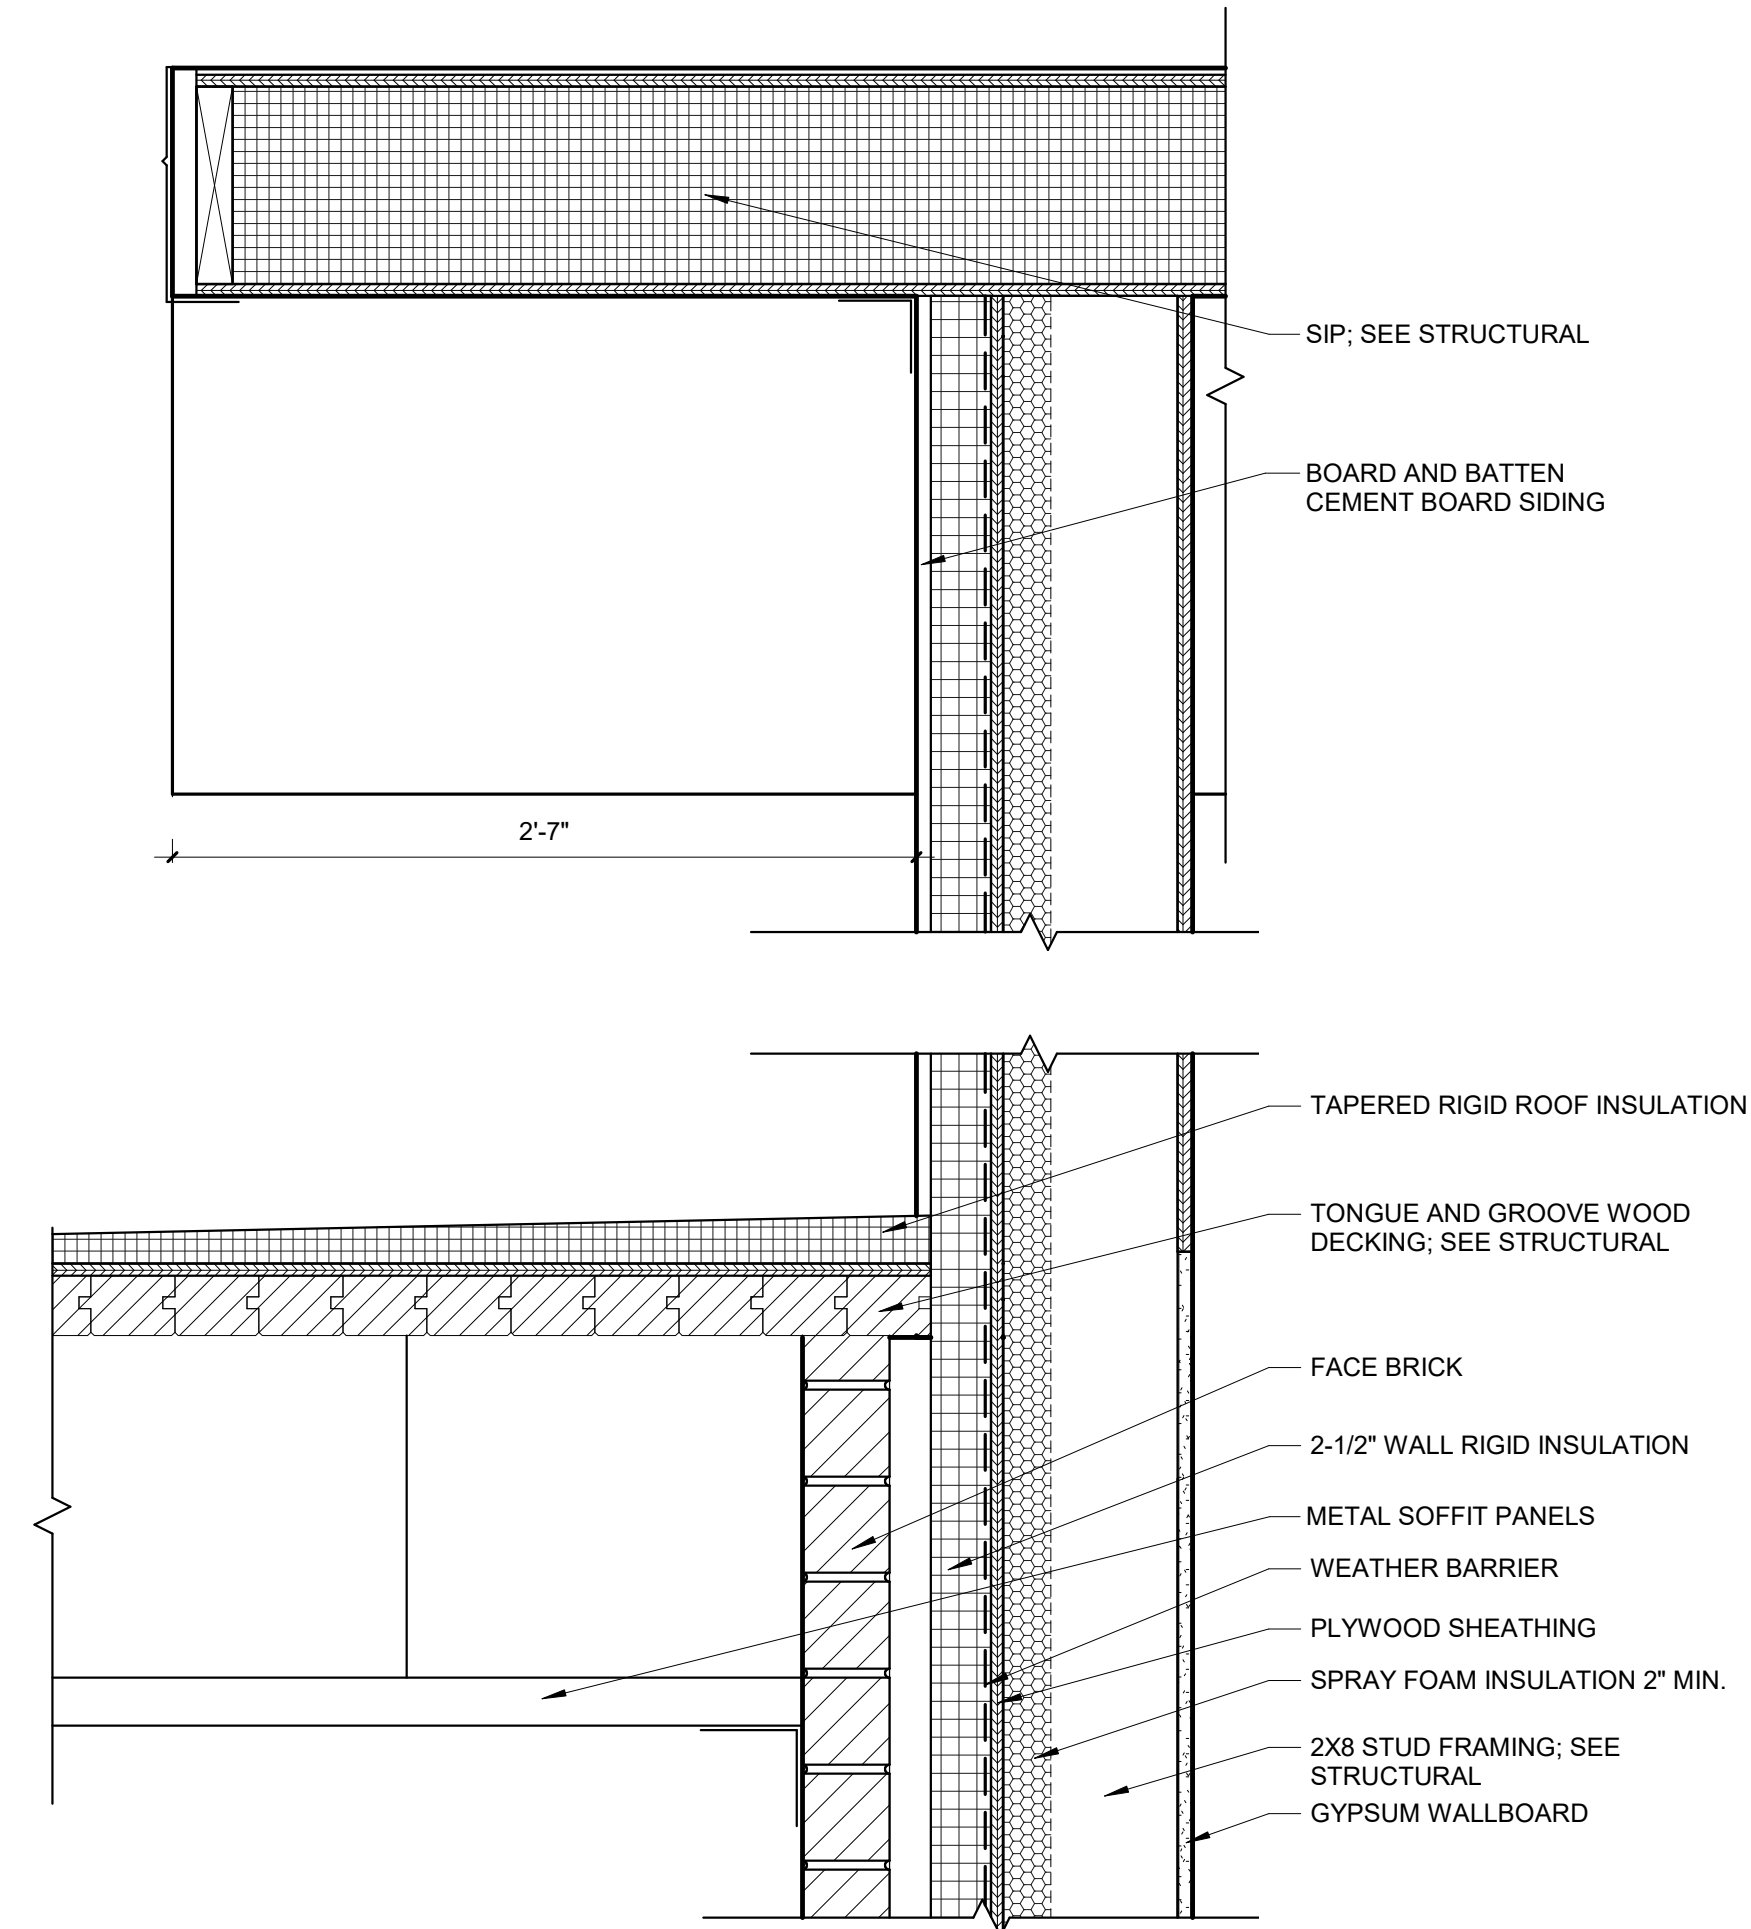 SIP; SEE STRUCTURAL
BOARD AND BATTEN
CEMENT BOARD SIDING
2'-7"
TAPERED RIGID ROOF INSULATION
TONGUE AND GROOVE WOOD
DECKING; SEE STRUCTURAL
FACE BRICK
2-1/2" WALL RIGID INSULATION
METAL SOFFIT PANELS
WEATHER BARRIER
PLYWOOD SHEATHING
SPRAY FOAM INSULATION 2" MIN.
2X8 STUD FRAMING; SEE
STRUCTURAL
GYPSUM WALLBOARD